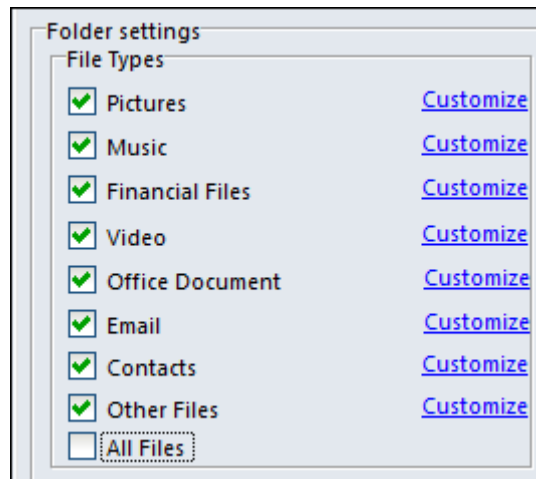 Folder settings
File Types
Pictures Customize
Music Customize
Financial Files Customize
Video Customize
Office Document Customize
Email Customize
Contacts Customize
Other Files Customize
All Files